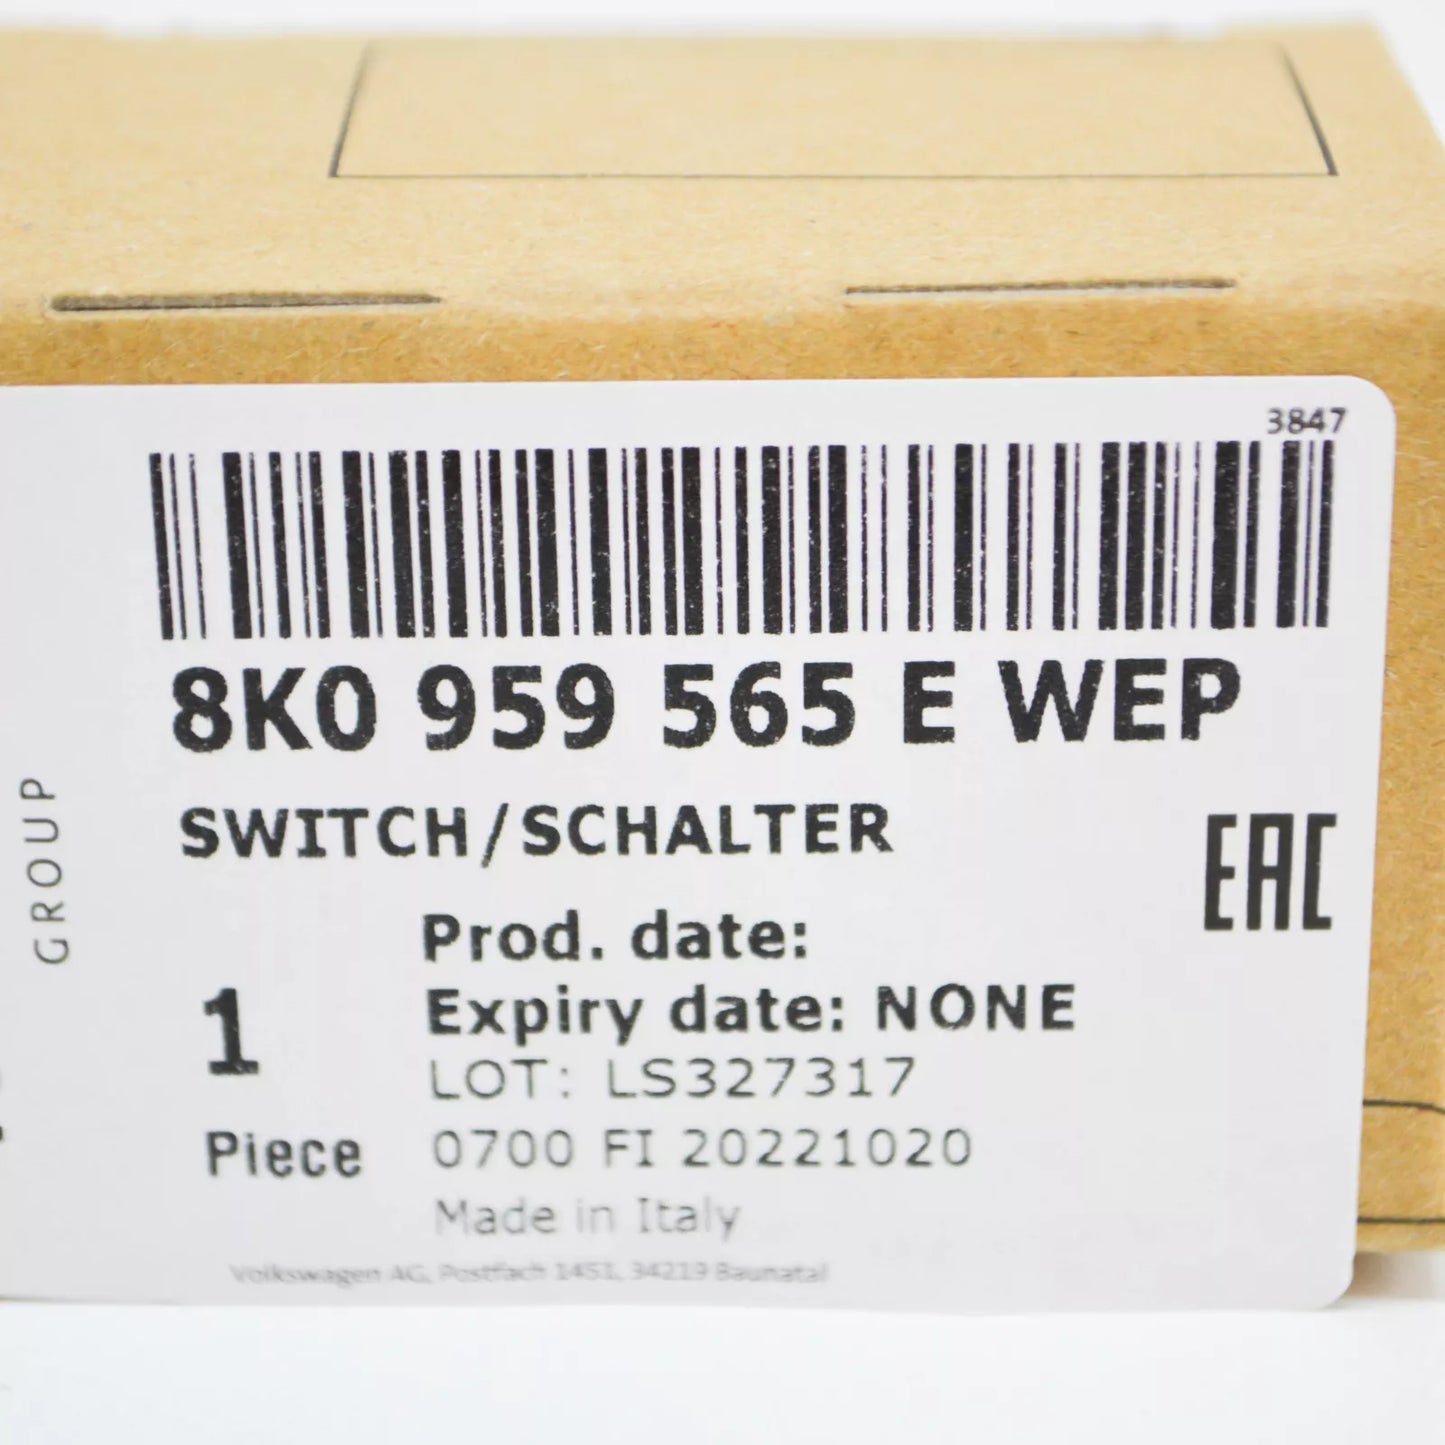 3847
8K0 959 565 E WEP
SWITCH/SCHALTER
EAC
GROUP
Prod. date:
Expiry date: NONE
1
LOT: LS327317
Piece
0700 FI 20221020
Made in Italy
Volkswagen AG, Postfach 1451, 34219 Baunatal